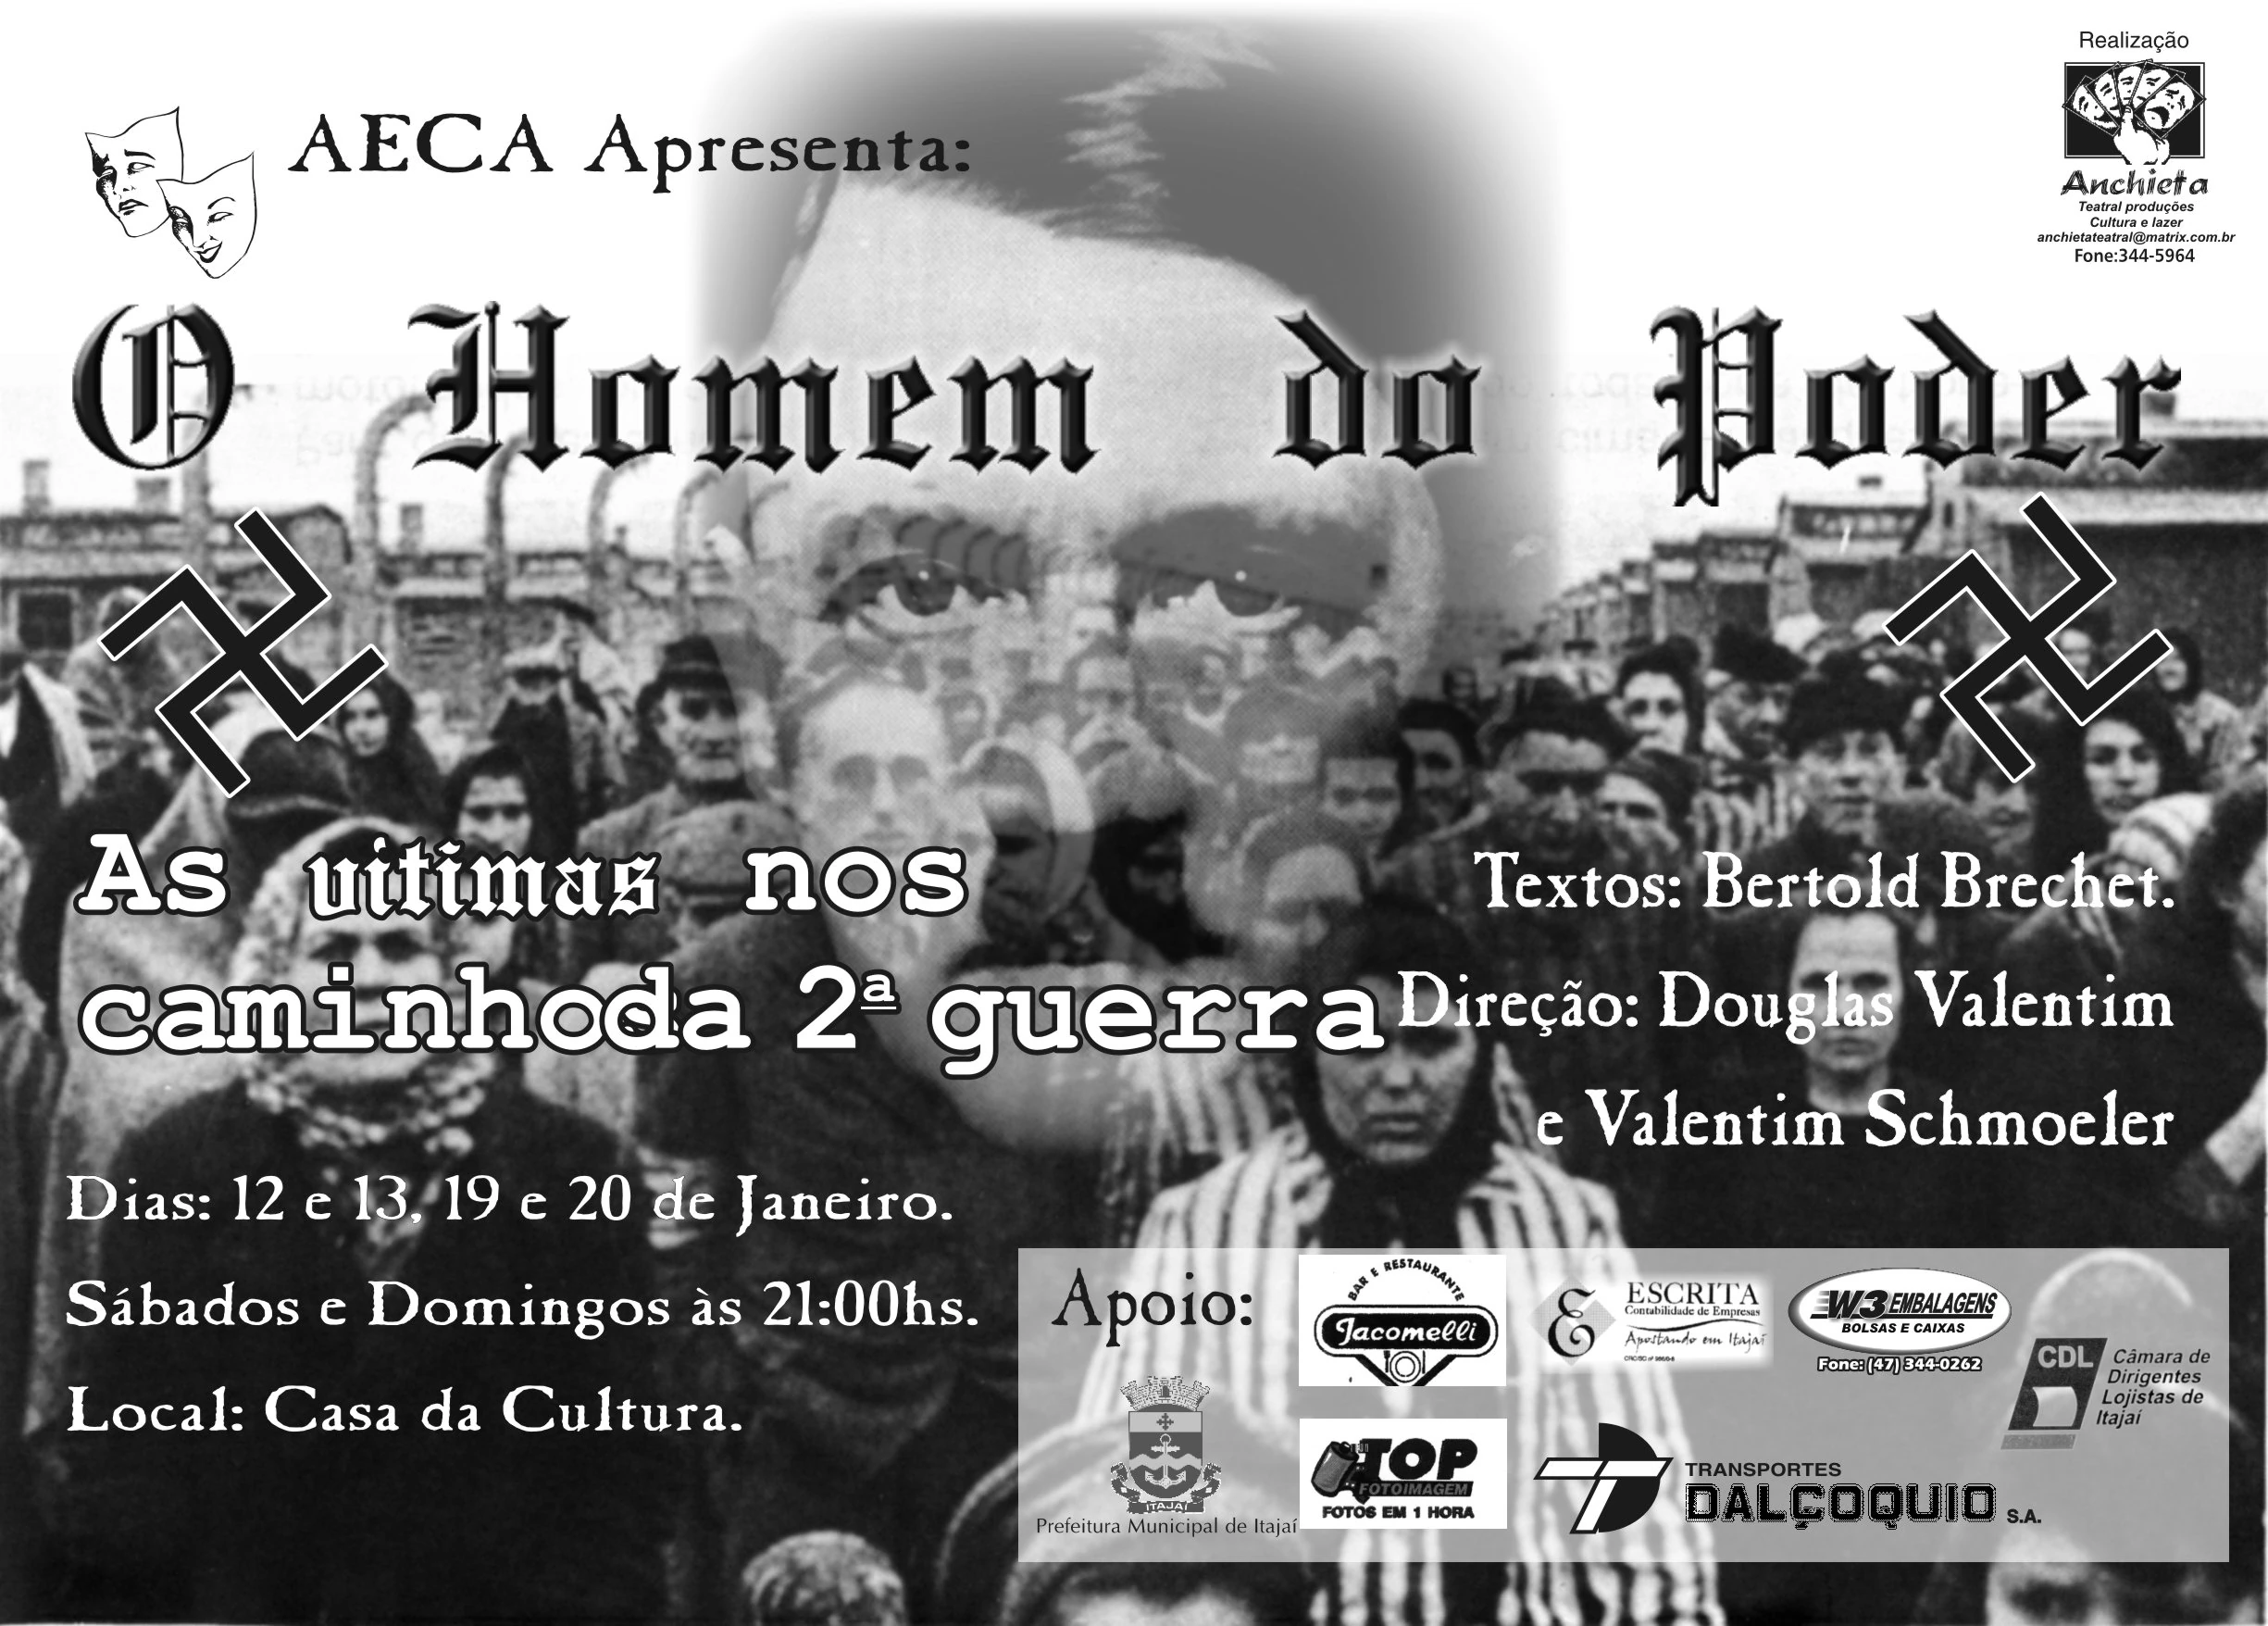 Realização
Anchieta
Teatral produções
Cultura e lazer
anchietateatral@matrix.com.br
Fone:344-5964
AECA Apresenta:
O Homem do Poder
As vitimas nos
caminhoda 2ª guerra
Textos: Bertold Brechet.
Direção: Douglas Valentim
e Valentim Schmoeler
Dias: 12 e 13, 19 e 20 de Janeiro.
Sábados e Domingos às 21:00hs.
Local: Casa da Cultura.
Apoio:
BAR E RESTAURANTE
Jacomelli
ESCRITA
Contabilidade de Empresas
Apostando em Itajaí
W3 EMBALAGENS
BOLSAS E CAIXAS
Fone: (47) 344-0262
CDL
Câmara de
Dirigentes
Lojistas de
Itajaí
ITAJAÍ
Prefeitura Municipal de Itajaí
TOP
FOTOIMAGEM
FOTOS EM 1 HORA
TRANSPORTES
DALÇOQUIO S.A.